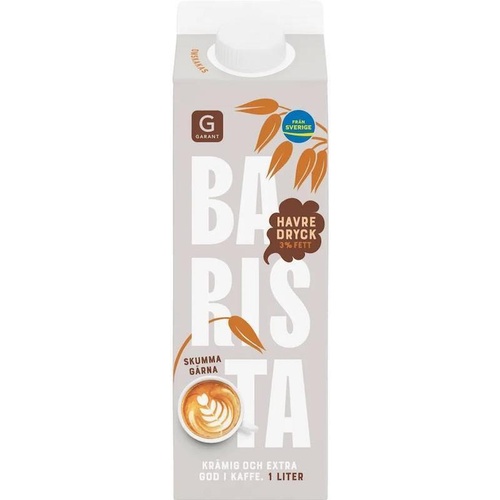 OMSKAKAS
G
GARANT
FRÅN
SVERIGE
BA
RIS
TA
HAVRE
DRYCK
3% FETT
SKUMMA
GÄRNA
KRÄMIG OCH EXTRA
GOD I KAFFE. 1 LITER